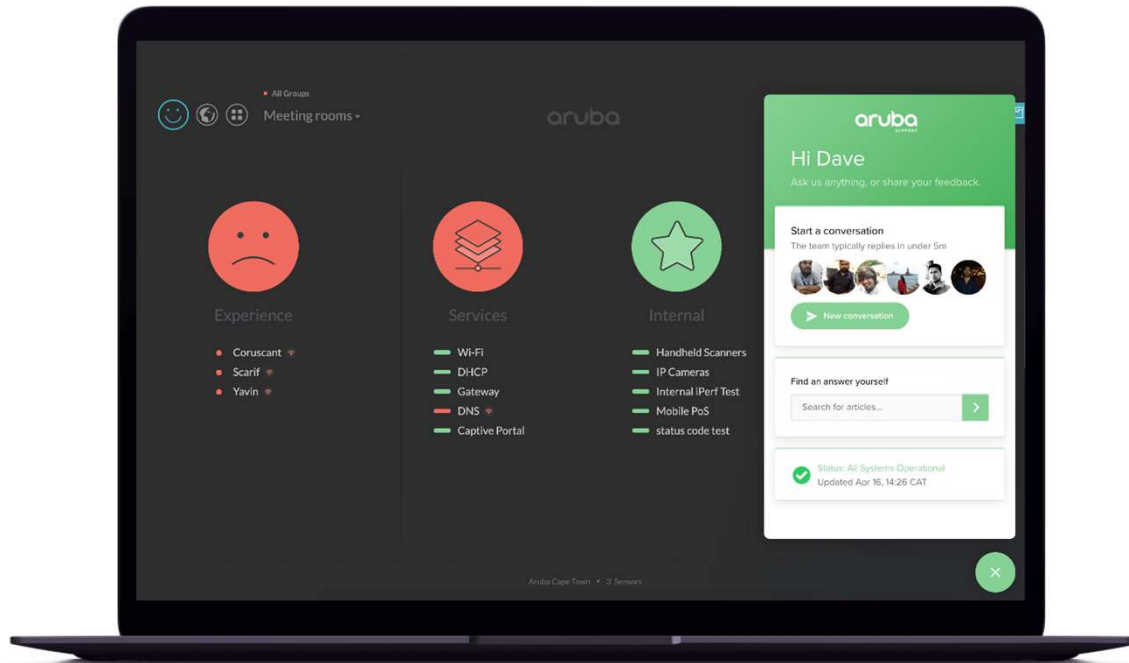 All Groups
Meeting rooms
aruba
Experience
Coruscant
Scarif
Yavin
Services
Wi-Fi
DHCP
Gateway
DNS
Captive Portal
Internal
Handheld Scanners
IP Cameras
Internal iPerf Test
Mobile PoS
status code test
Aruba Cape Town • 3 Sensors
aruba
SUPPORT
Hi Dave
Ask us anything, or share your feedback.
Start a conversation
The team typically replies in under 5m
New conversation
Find an answer yourself
Search for articles...
Status: All Systems Operational
Updated Apr 16, 14:26 CAT